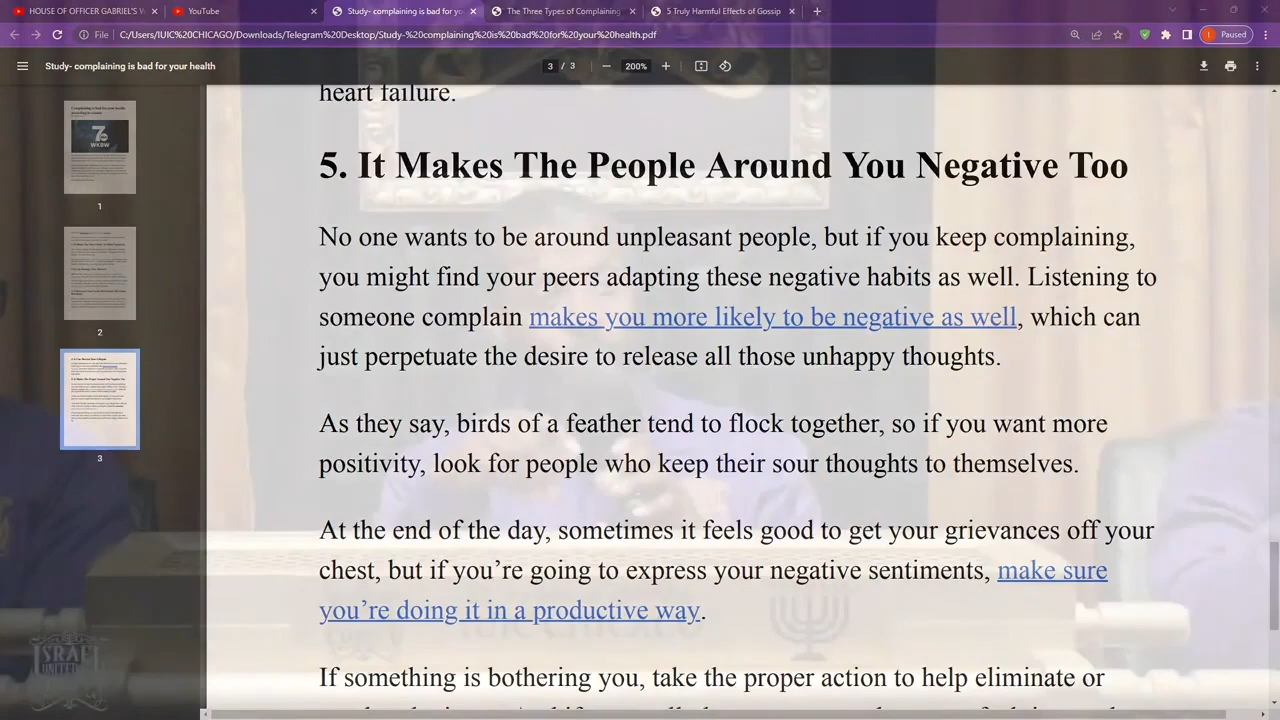 HOUSE OF OFFICER GABRIEL'S W
YouTube
Study- complaining is bad for yo
The Three Types of Complaining
5 Truly Harmful Effects of Gossip
File
C:/Users/IUIC%20CHICAGO/Downloads/Telegram%20Desktop/Study-%20complaining%20is%20bad%20for%20your%20health.pdf
Paused
Study- complaining is bad for your health
3 / 3
200%
heart failure.
5. It Makes The People Around You Negative Too
No one wants to be around unpleasant people, but if you keep complaining,
you might find your peers adapting these negative habits as well. Listening to
someone complain makes you more likely to be negative as well, which can
just perpetuate the desire to release all those unhappy thoughts.
As they say, birds of a feather tend to flock together, so if you want more
positivity, look for people who keep their sour thoughts to themselves.
At the end of the day, sometimes it feels good to get your grievances off your
chest, but if you're going to express your negative sentiments, make sure
you're doing it in a productive way.
If something is bothering you, take the proper action to help eliminate or
7
WKBW
1
2
3
ISRAEL
UNITED